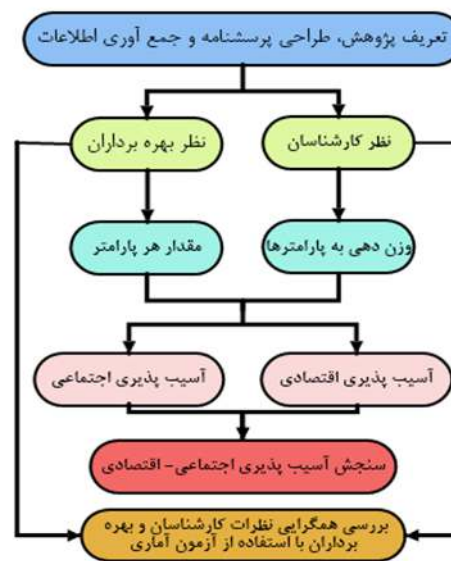 تعریف پژوهش، طراحی پرسشنامه و جمع آوری اطلاعات
نظر کارشناسان
نظر بهره برداران
وزن دهی به پارامترها
مقدار هر پارامتر
آسیب پذیری اقتصادی
آسیب پذیری اجتماعی
سنجش آسیب پذیری اجتماعی- اقتصادی
بررسی همگرایی نظرات کارشناسان و بهره
برداران با استفاده از آزمون آماری